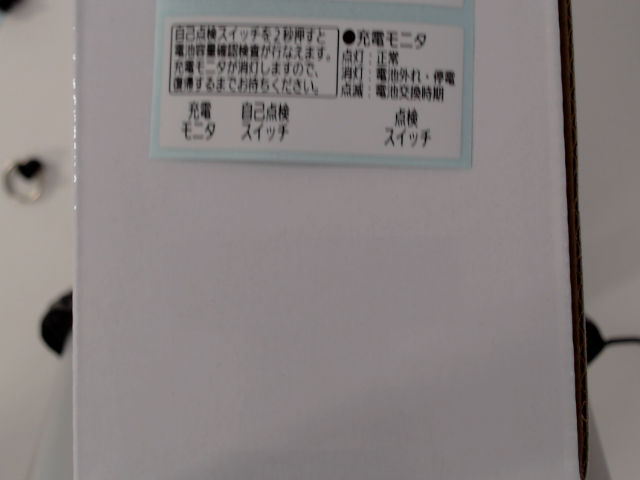 自己点検スイッチを2秒押すと
電池容量確認検査が行なえます。
充電モニタが消灯しますので、
復帰するまでお待ちください。
●充電モニタ
点灯：正常
消灯：電池外れ・停電
点滅：電池交換時期
充電
モニタ
自己点検
スイッチ
点検
スイッチ